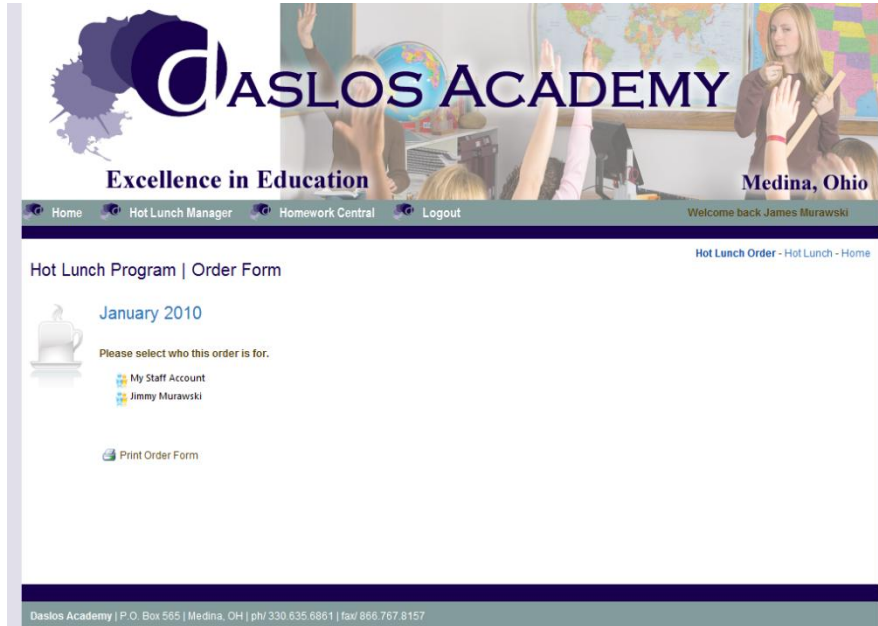 DASLOS ACADEMY
Excellence in Education
Medina, Ohio
Home Hot Lunch Manager Homework Central Logout
Welcome back James Murawski
Hot Lunch Order - Hot Lunch - Home
Hot Lunch Program | Order Form
January 2010
Please select who this order is for.
My Staff Account
Jimmy Murawski
Print Order Form
Daslos Academy | P.O. Box 565 | Medina, OH | ph/ 330.635.6861 | fax/ 866.767.8157